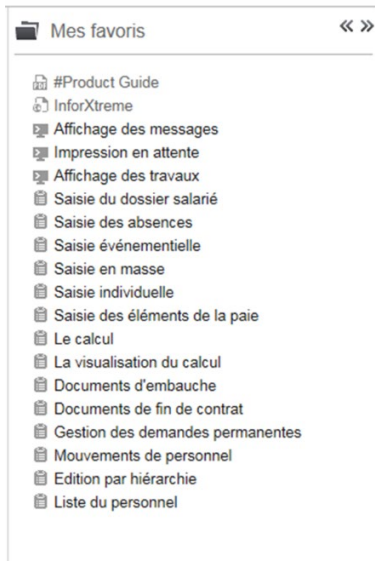 Mes favoris
#Product Guide
InforXtreme
Affichage des messages
Impression en attente
Affichage des travaux
Saisie du dossier salarié
Saisie des absences
Saisie événementielle
Saisie en masse
Saisie individuelle
Saisie des éléments de la paie
Le calcul
La visualisation du calcul
Documents d'embauche
Documents de fin de contrat
Gestion des demandes permanentes
Mouvements de personnel
Edition par hiérarchie
Liste du personnel